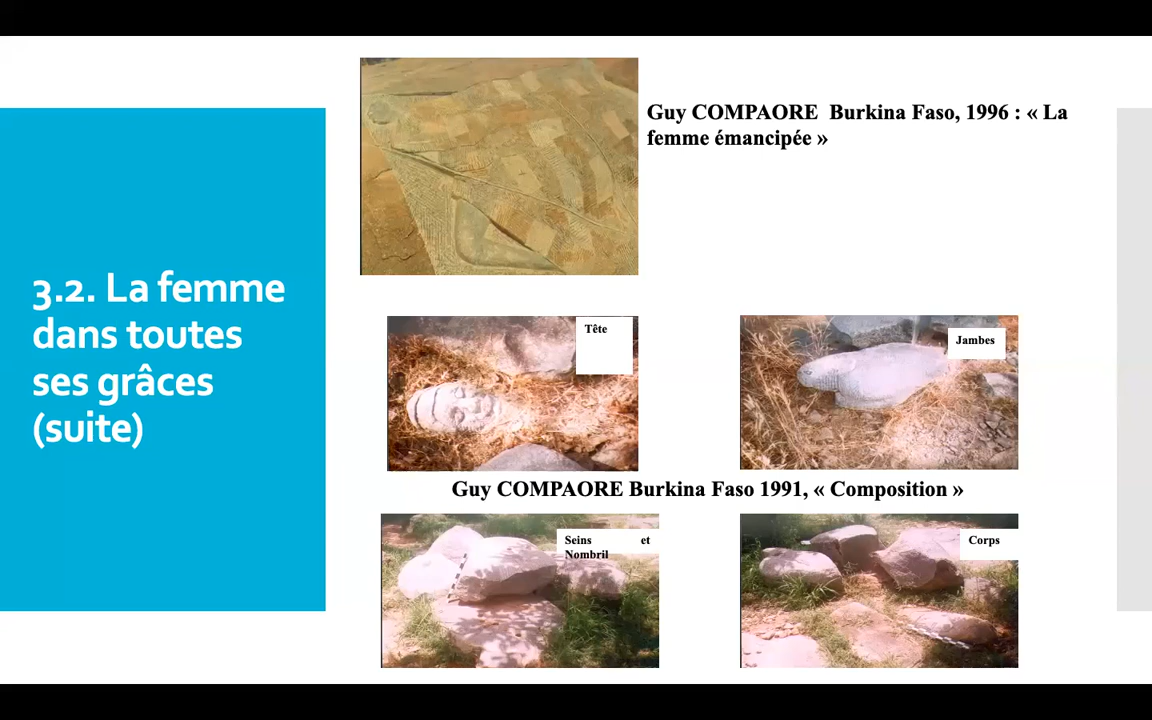 3.2. La femme
dans toutes
ses grâces
(suite)
Guy COMPAORE Burkina Faso, 1996 : « La
femme émancipée »
Tête
Jambes
Guy COMPAORE Burkina Faso 1991, « Composition »
Seins et
Nombril
Corps